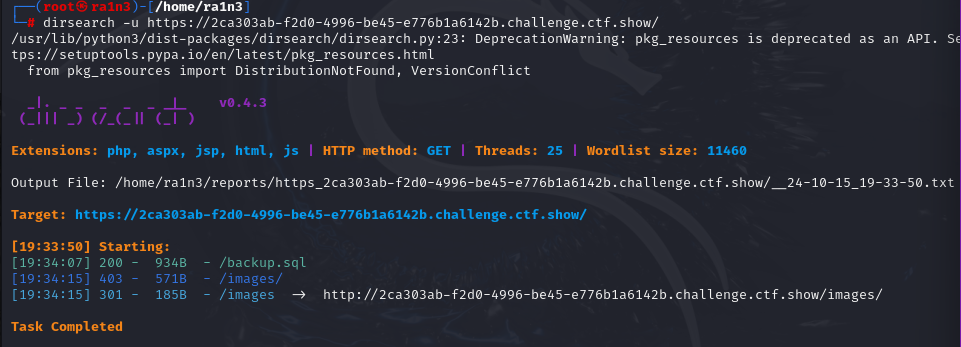 ┌──(root㉿ra1n3)-[/home/ra1n3]
└─# dirsearch -u https://2ca303ab-f2d0-4996-be45-e776b1a6142b.challenge.ctf.show/
/usr/lib/python3/dist-packages/dirsearch/dirsearch.py:23: DeprecationWarning: pkg_resources is deprecated as an API. Se
tps://setuptools.pypa.io/en/latest/pkg_resources.html
  from pkg_resources import DistributionNotFound, VersionConflict
  _|. _ _  _  _  _ _|_    v0.4.3
 (_||| _) (/_(_|| (_| )
Extensions: php, aspx, jsp, html, js | HTTP method: GET | Threads: 25 | Wordlist size: 11460
Output File: /home/ra1n3/reports/https_2ca303ab-f2d0-4996-be45-e776b1a6142b.challenge.ctf.show/__24-10-15_19-33-50.txt
Target: https://2ca303ab-f2d0-4996-be45-e776b1a6142b.challenge.ctf.show/
[19:33:50] Starting:
[19:34:07] 200 -  934B  - /backup.sql
[19:34:15] 403 -  571B  - /images/
[19:34:15] 301 -  185B  - /images  ->  http://2ca303ab-f2d0-4996-be45-e776b1a6142b.challenge.ctf.show/images/
Task Completed